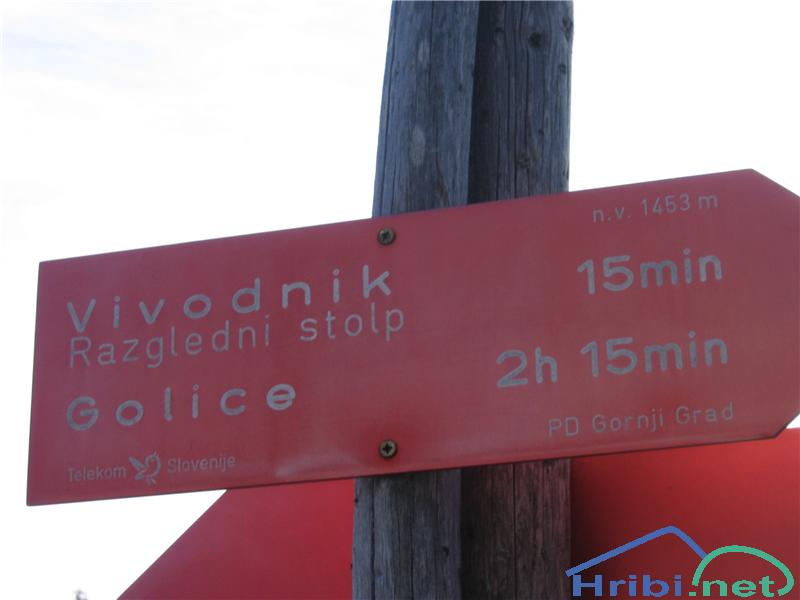 n.v. 1453 m
Vivodnik 15min
Razgledni stolp
Golice 2h 15min
PD Gornji Grad
Telekom Slovenije
Hribi.net